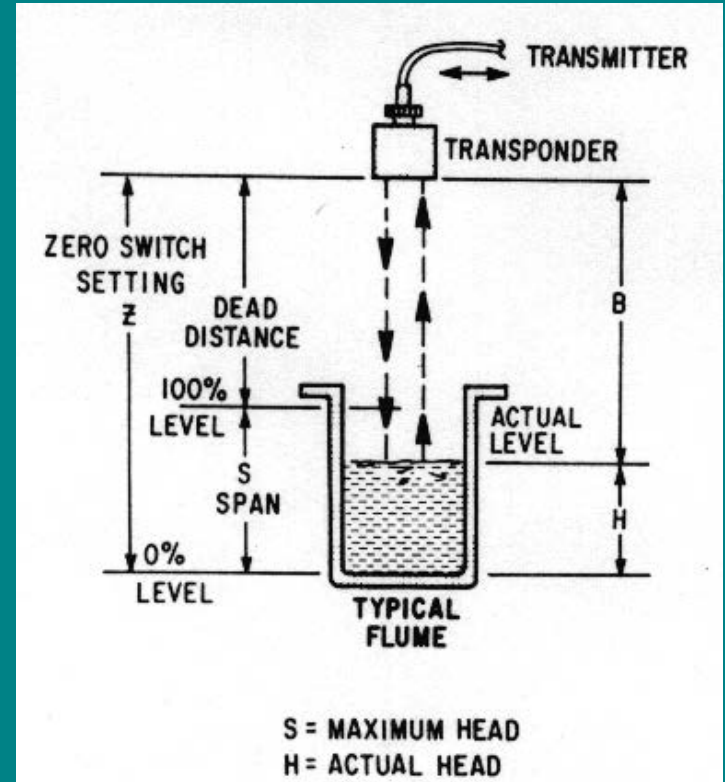 TRANSMITTER
TRANSPONDER
ZERO SWITCH
SETTING
Z
DEAD
DISTANCE
B
100%
LEVEL
ACTUAL
LEVEL
S
SPAN
H
0%
LEVEL
TYPICAL
FLUME
S = MAXIMUM HEAD
H = ACTUAL HEAD